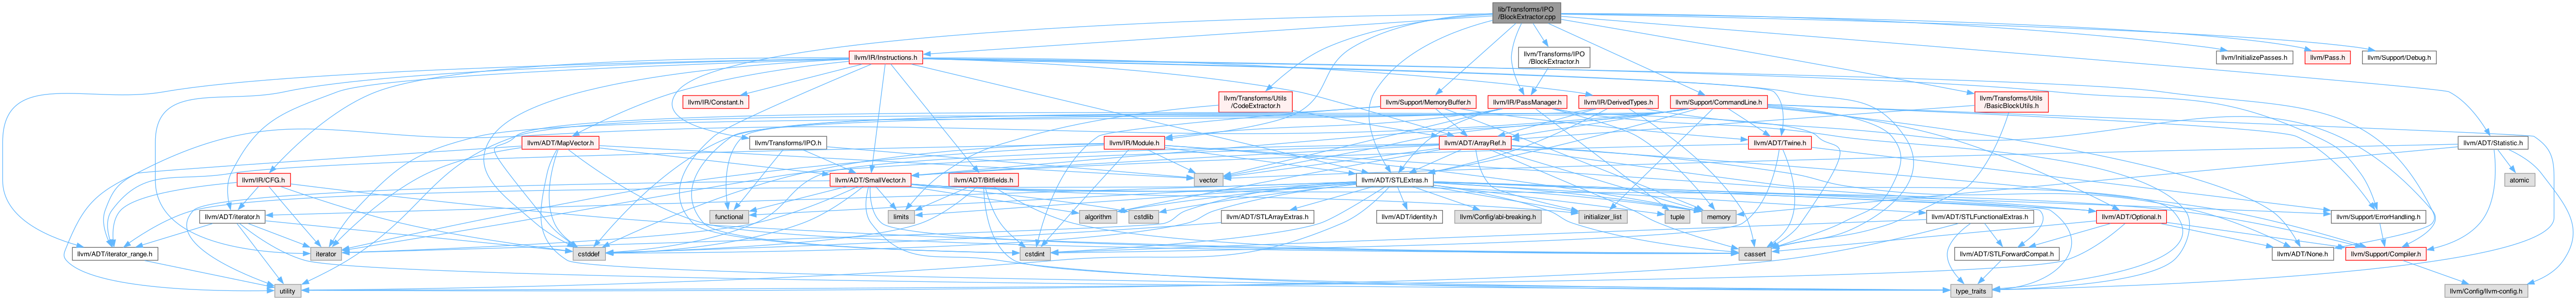 lib/Transforms/IPO
/BlockExtractor.cpp
llvm/IR/Instructions.h
llvm/Transforms/IPO
/BlockExtractor.h
llvm/InitializePasses.h
llvm/Pass.h
llvm/Support/Debug.h
llvm/IR/Constant.h
llvm/Transforms/Utils
/CodeExtractor.h
llvm/Support/MemoryBuffer.h
llvm/IR/PassManager.h
llvm/IR/DerivedTypes.h
llvm/Support/CommandLine.h
llvm/Transforms/Utils
/BasicBlockUtils.h
llvm/ADT/MapVector.h
llvm/Transforms/IPO.h
llvm/IR/Module.h
llvm/ADT/ArrayRef.h
llvm/ADT/Twine.h
llvm/ADT/Statistic.h
llvm/IR/CFG.h
llvm/ADT/SmallVector.h
llvm/ADT/Bitfields.h
vector
llvm/ADT/STLExtras.h
atomic
llvm/ADT/iterator.h
functional
limits
algorithm
cstdlib
llvm/ADT/STLArrayExtras.h
llvm/ADT/identity.h
llvm/Config/abi-breaking.h
initializer_list
tuple
memory
llvm/ADT/STLFunctionalExtras.h
llvm/ADT/Optional.h
llvm/Support/ErrorHandling.h
llvm/ADT/iterator_range.h
iterator
cstddef
cstdint
cassert
llvm/ADT/STLForwardCompat.h
llvm/ADT/None.h
llvm/Support/Compiler.h
utility
type_traits
llvm/Config/llvm-config.h